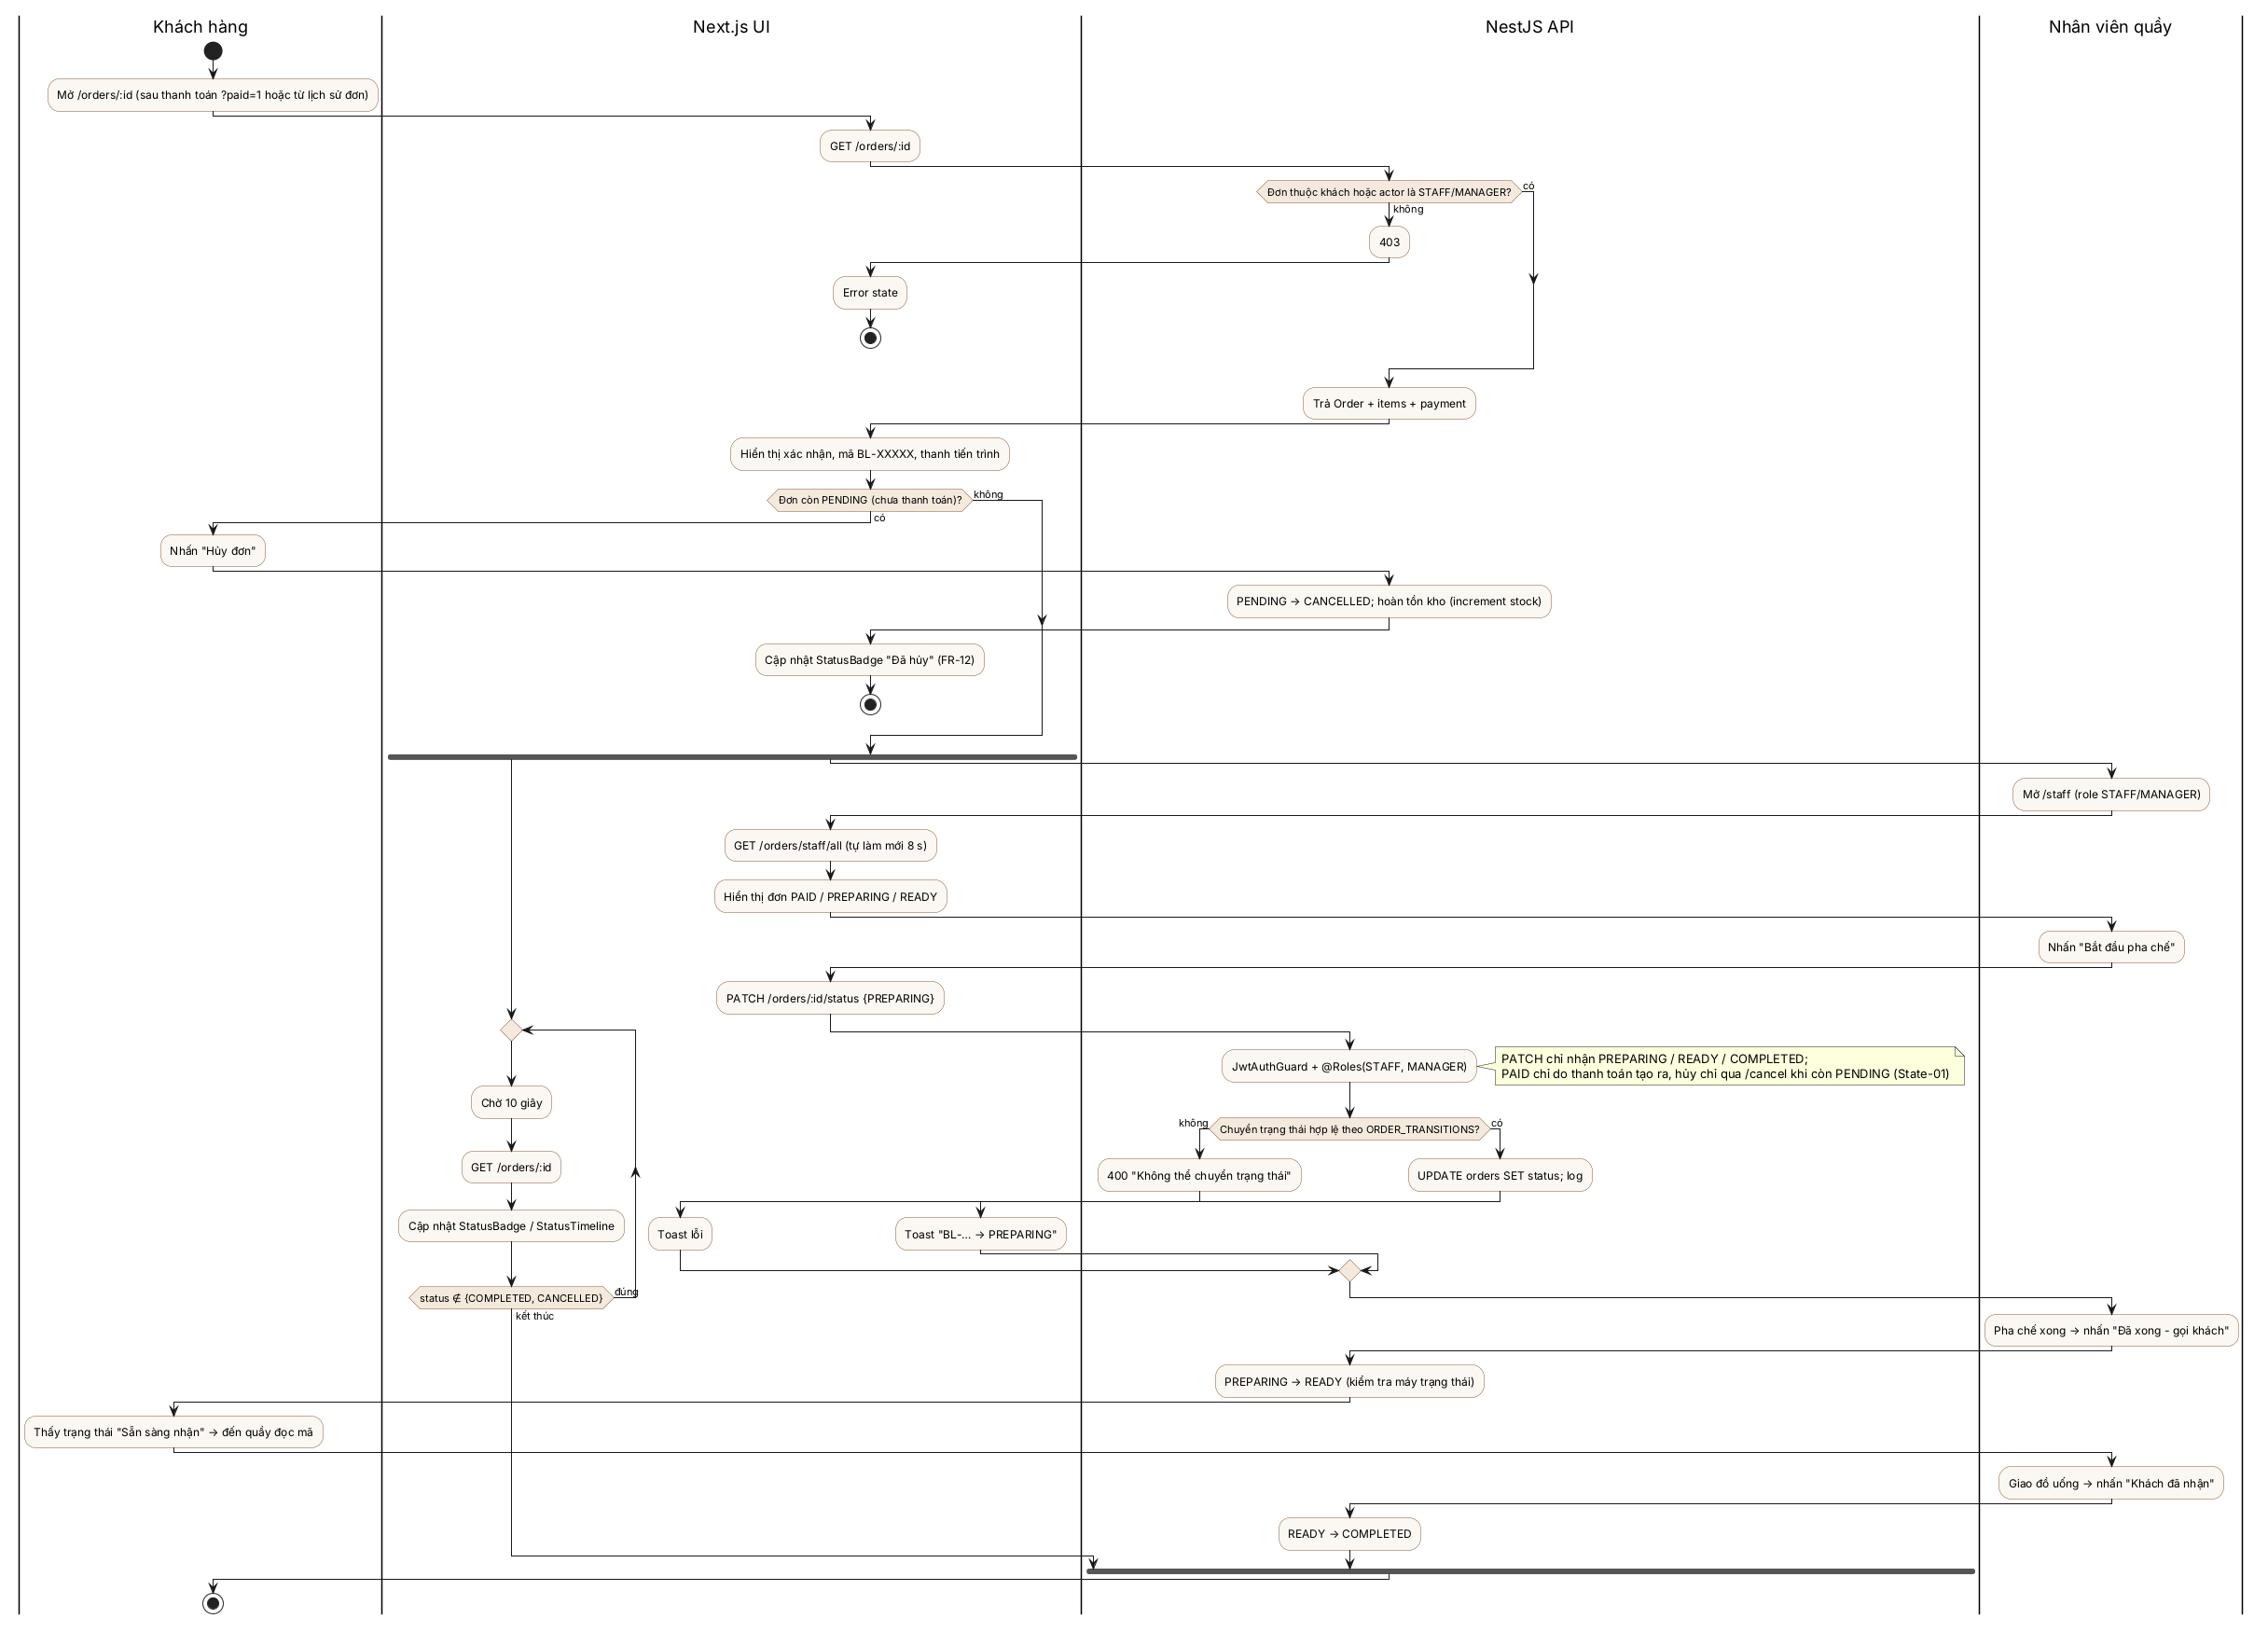 Khách hàng
Next.js UI
NestJS API
Nhân viên quầy
Mở /orders/:id (sau thanh toán ?paid=1 hoặc từ lịch sử đơn)
GET /orders/:id
Đơn thuộc khách hoặc actor là STAFF/MANAGER?
có
không
403
Error state
Trả Order + items + payment
Hiển thị xác nhận, mã BL-XXXXX, thanh tiến trình
Đơn còn PENDING (chưa thanh toán)?
không
có
Nhấn "Hủy đơn"
PENDING → CANCELLED; hoàn tồn kho (increment stock)
Cập nhật StatusBadge "Đã hủy" (FR-12)
Mở /staff (role STAFF/MANAGER)
GET /orders/staff/all (tự làm mới 8 s)
Hiển thị đơn PAID / PREPARING / READY
Nhấn "Bắt đầu pha chế"
PATCH /orders/:id/status {PREPARING}
JwtAuthGuard + @Roles(STAFF, MANAGER)
PATCH chỉ nhận PREPARING / READY / COMPLETED;
PAID chỉ do thanh toán tạo ra, hủy chỉ qua /cancel khi còn PENDING (State-01)
Chờ 10 giây
không
Chuyển trạng thái hợp lệ theo ORDER_TRANSITIONS?
có
GET /orders/:id
400 "Không thể chuyển trạng thái"
UPDATE orders SET status; log
Cập nhật StatusBadge / StatusTimeline
Toast lỗi
Toast "BL-... → PREPARING"
status ∉ {COMPLETED, CANCELLED}
đúng
kết thúc
Pha chế xong → nhấn "Đã xong - gọi khách"
PREPARING → READY (kiểm tra máy trạng thái)
Thấy trạng thái "Sẵn sàng nhận" → đến quầy đọc mã
Giao đồ uống → nhấn "Khách đã nhận"
READY → COMPLETED